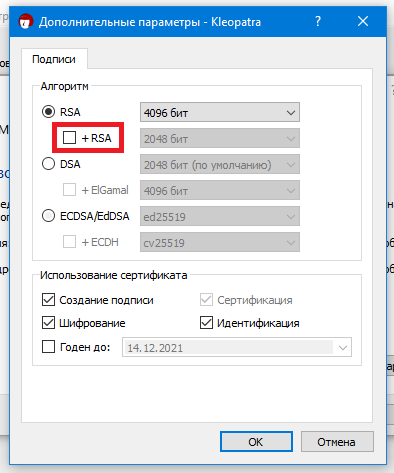 Дополнительные параметры - Kleopatra ?
Подписи
Алгоритм
RSA 4096 бит
+ RSA 2048 бит
DSA 2048 бит (по умолчанию)
+ ElGamal 4096 бит
ECDSA/EdDSA ed25519
+ ECDH cv25519
Использование сертификата
Создание подписи Сертификация
Шифрование Идентификация
Годен до: 14.12.2021
OK Отмена